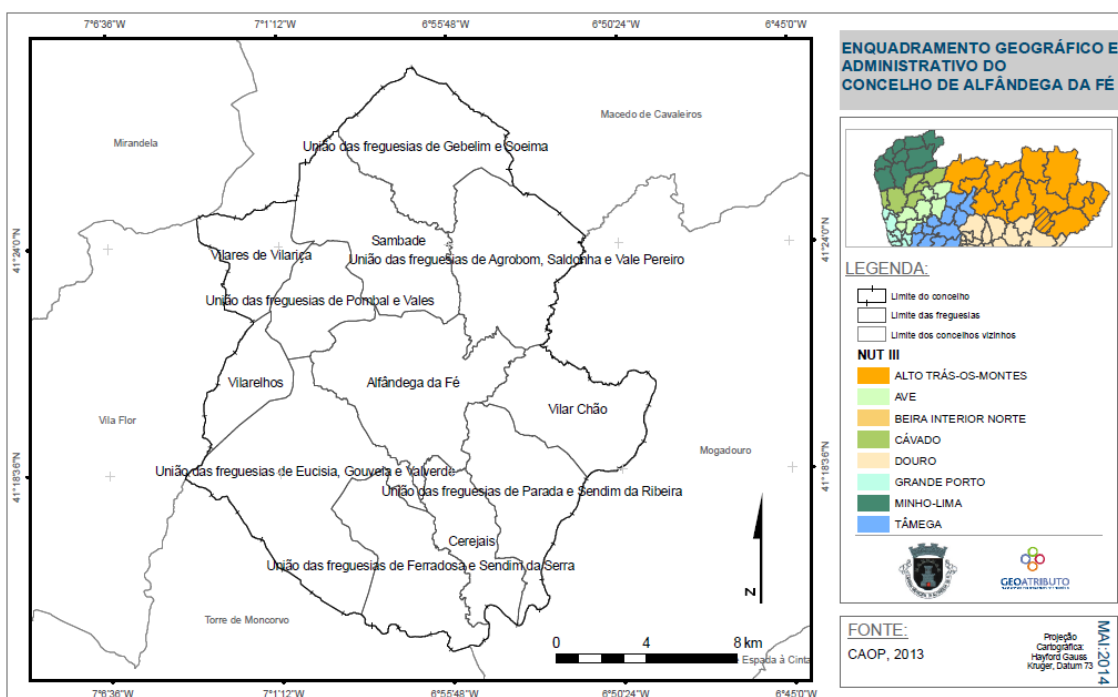 7°6'36"W 7°1'12"W 6°55'48"W 6°50'24"W 6°45'0"W
ENQUADRAMENTO GEOGRÁFICO E
ADMINISTRATIVO DO
CONCELHO DE ALFÂNDEGA DA FÉ
Macedo de Cavaleiros
Mirandela
União das freguesias de Gebelim e Soeima
41°24'0"N
41°24'0"N
Sambade
Vilares de Vilariça
União das freguesias de Agrobom, Saldonha e Vale Pereiro
União das freguesias de Pombal e Vales
Vilarelhos
Alfândega da Fé
Vilar Chão
Vila Flor
Mogadouro
41°18'36"N
41°18'36"N
União das freguesias de Eucisia, Gouveia e Valverde
União das freguesias de Parada e Sendim da Ribeira
Cerejais
União das freguesias de Ferradosa e Sendim da Serra
Torre de Moncorvo
N
0 4 8 km
Espada à Cinta
7°6'36"W 7°1'12"W 6°55'48"W 6°50'24"W 6°45'0"W
LEGENDA:
Limite do concelho
Limite das freguesias
Limite dos concelhos vizinhos
NUT III
ALTO TRÁS-OS-MONTES
AVE
BEIRA INTERIOR NORTE
CÁVADO
DOURO
GRANDE PORTO
MINHO-LIMA
TÂMEGA
GEOATRIBUTO
FONTE:
CAOP, 2013
Projeção
Cartográfica:
Hayford Gauss
Kruger, Datum 73
MAI:2014